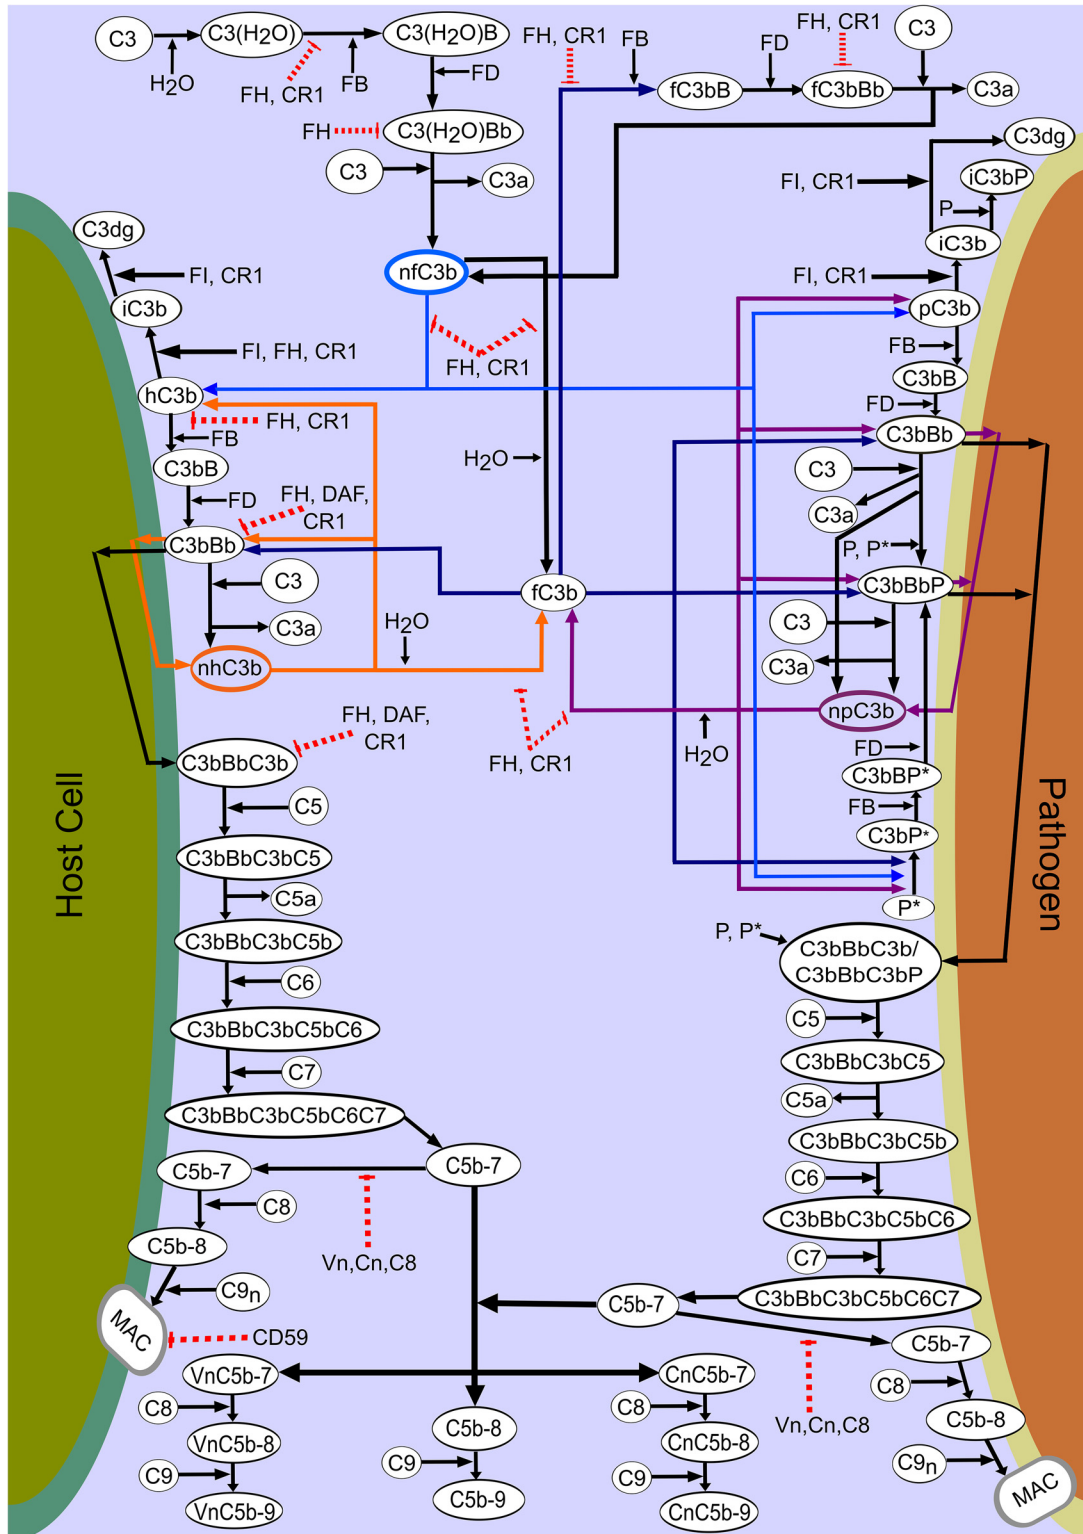 C3
C3(H2O)
C3(H2O)B
H2O
FH, CR1
FB
FD
FH
C3(H2O)Bb
C3
C3a
nfC3b
FH, CR1
FH, CR1
FB
FD
FH, CR1
C3
fC3bB
fC3bBb
C3a
C3dg
FI, CR1
iC3b
FI, FH, CR1
hC3b
FH, CR1
FB
C3bB
FD
FH, DAF,
CR1
C3bBb
C3
C3a
nhC3b
H2O
H2O
fC3b
FH, CR1
H2O
C3dg
FI, CR1
iC3bP
P
iC3b
FI, CR1
pC3b
FB
C3bB
FD
C3bBb
C3
C3a
P, P*
C3bBbP
C3
C3a
npC3b
FD
C3bBP*
FB
C3bP*
P*
Host Cell
Pathogen
FH, DAF,
CR1
C3bBbC3b
C5
C3bBbC3bC5
C5a
C3bBbC3bC5b
C6
C3bBbC3bC5bC6
C7
C3bBbC3bC5bC6C7
C5b-7
C5b-7
C8
Vn,Cn,C8
C5b-8
C9n
MAC
CD59
P, P*
C3bBbC3b/
C3bBbC3bP
C5
C3bBbC3bC5
C5a
C3bBbC3bC5b
C6
C3bBbC3bC5bC6
C7
C3bBbC3bC5bC6C7
C5b-7
C5b-7
C8
Vn,Cn,C8
C5b-8
C9n
MAC
VnC5b-7
C8
VnC5b-8
C9
VnC5b-9
C5b-8
C9
C5b-9
CnC5b-7
C8
CnC5b-8
C9
CnC5b-9